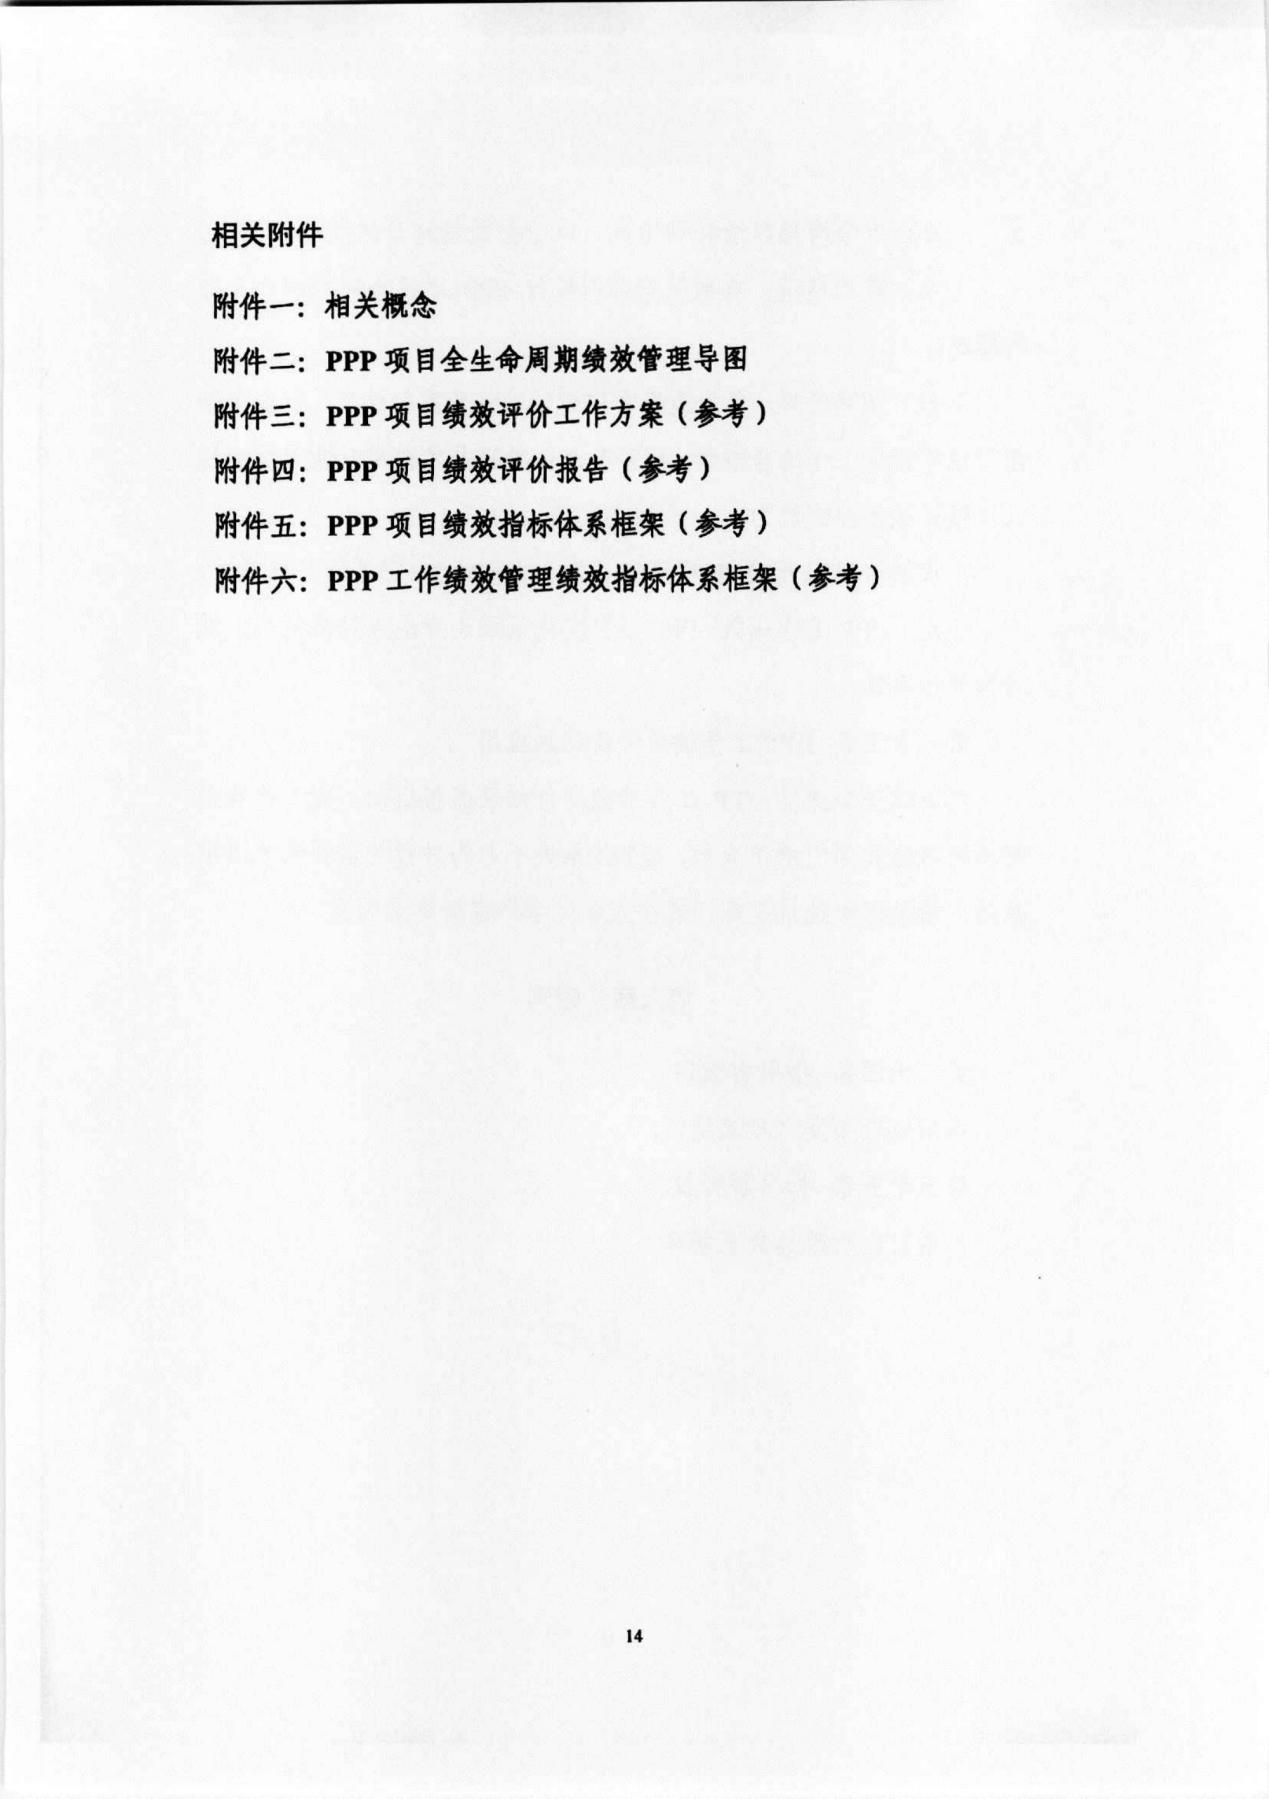 相关附件
附件一：相关概念
附件二：PPP 项目全生命周期绩效管理导图
附件三：PPP 项目绩效评价工作方案（参考）
附件四：PPP 项目绩效评价报告（参考）
附件五：PPP 项目绩效指标体系框架（参考）
附件六：PPP 工作绩效管理绩效指标体系框架（参考）
14